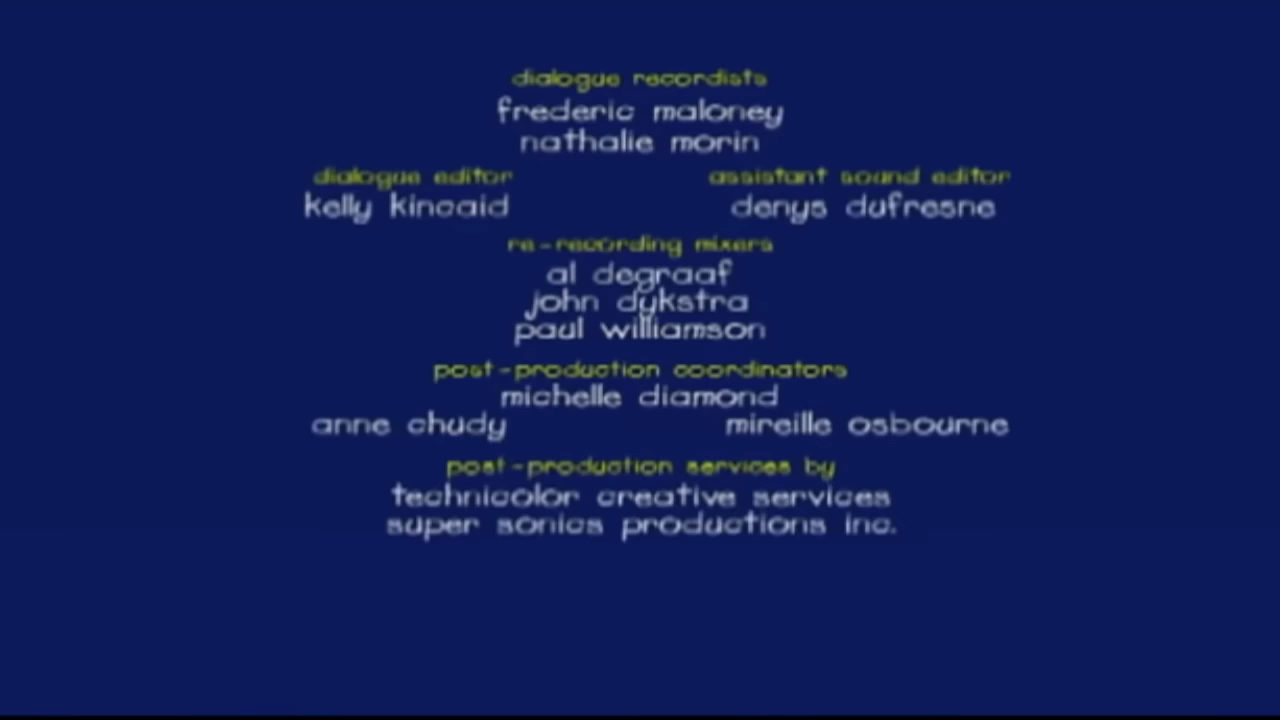 dialogue recordists
frederic maloney
nathalie morin
dialogue editor assistant sound editor
kelly kincaid denys dufresne
re-recording mixers
al degraaf
john dykstra
paul williamson
post-production coordinators
michelle diamond
anne chudy mireille osbourne
post-production services by
technicolor creative services
super sonics productions inc.